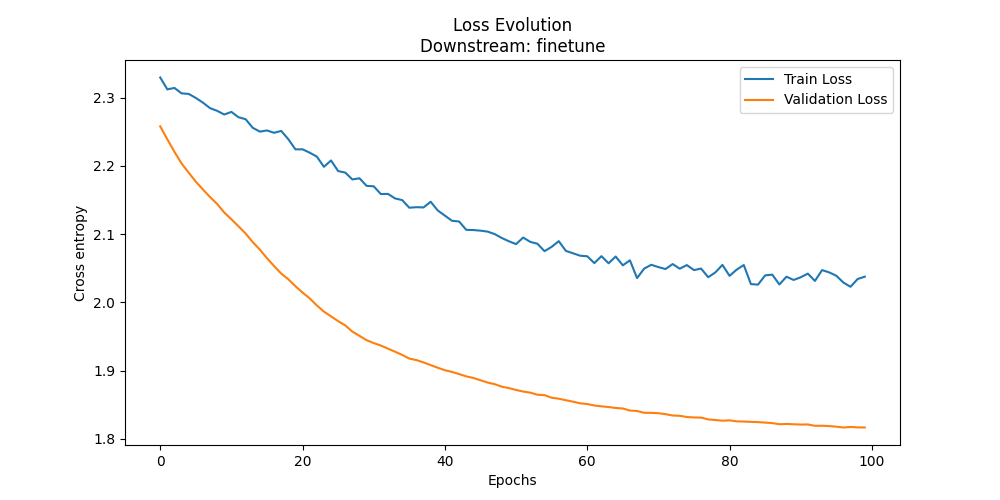 Loss Evolution
Downstream: finetune
Train Loss
Validation Loss
Cross entropy
2.3
2.2
2.1
2.0
1.9
1.8
0
20
40
60
80
100
Epochs